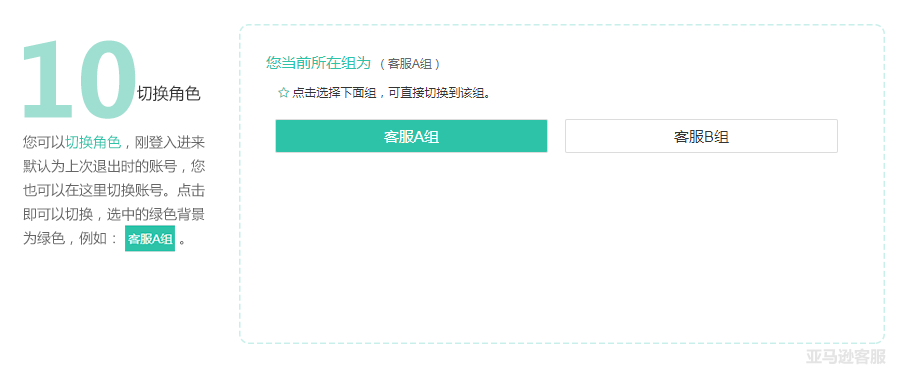 10 切换角色
您可以切换角色，刚登入进来
默认为上次退出时的账号，您
也可以在这里切换账号。点击
即可以切换，选中的绿色背景
为绿色，例如： 客服A组 。
您当前所在组为 （客服A组）
☆ 点击选择下面组，可直接切换到该组。
客服A组 客服B组
亚马逊客服